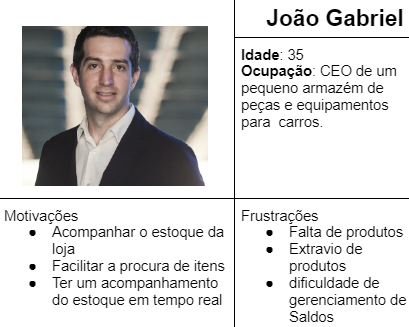 João Gabriel
Idade: 35
Ocupação: CEO de um
pequeno armazém de
peças e equipamentos
para carros.
Motivações
● Acompanhar o estoque da
loja
● Facilitar a procura de itens
● Ter um acompanhamento
do estoque em tempo real
Frustrações
● Falta de produtos
● Extravio de
produtos
● dificuldade de
gerenciamento de
Saldos